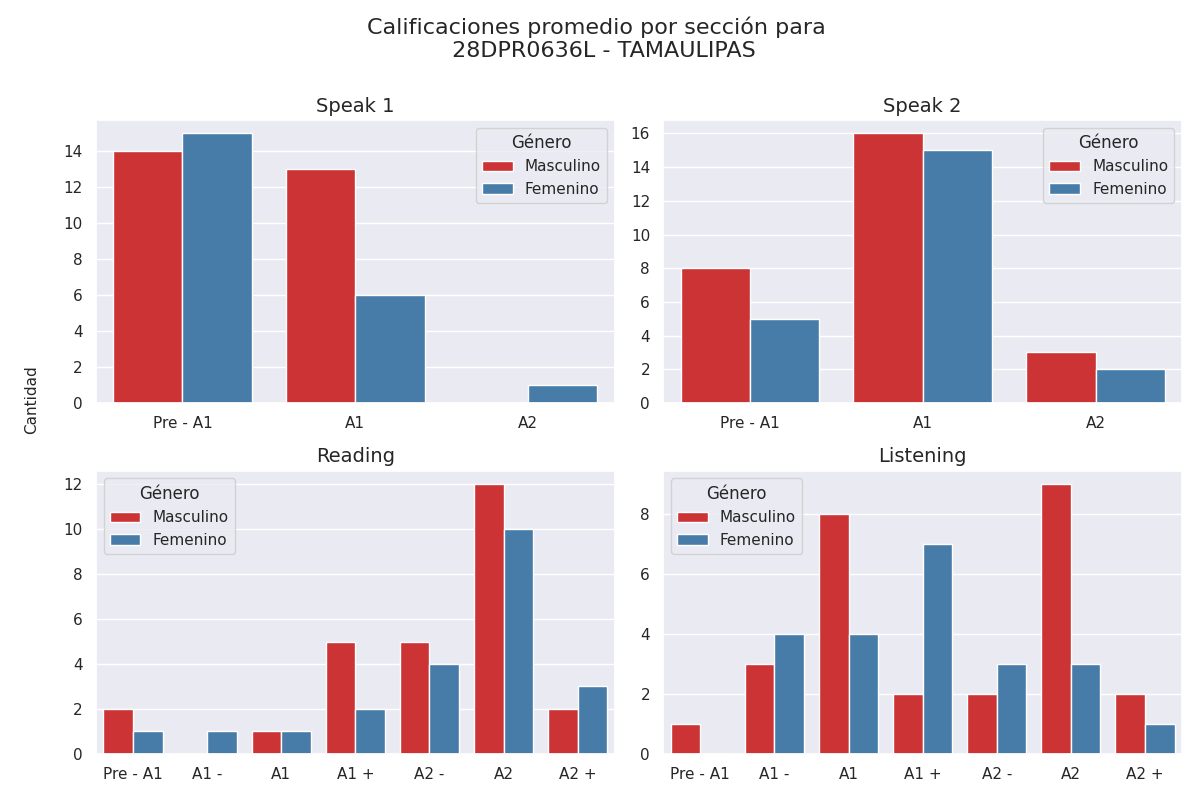 Calificaciones promedio por sección para
28DPR0636L - TAMAULIPAS
Cantidad
Speak 1
14
12
10
8
6
4
2
0
Pre - A1 A1 A2
Género
Masculino
Femenino
Speak 2
16
14
12
10
8
6
4
2
0
Pre - A1 A1 A2
Género
Masculino
Femenino
Reading
12
10
8
6
4
2
0
Pre - A1 A1 - A1 A1 + A2 - A2 A2 +
Género
Masculino
Femenino
Listening
8
6
4
2
0
Pre - A1 A1 - A1 A1 + A2 - A2 A2 +
Género
Masculino
Femenino